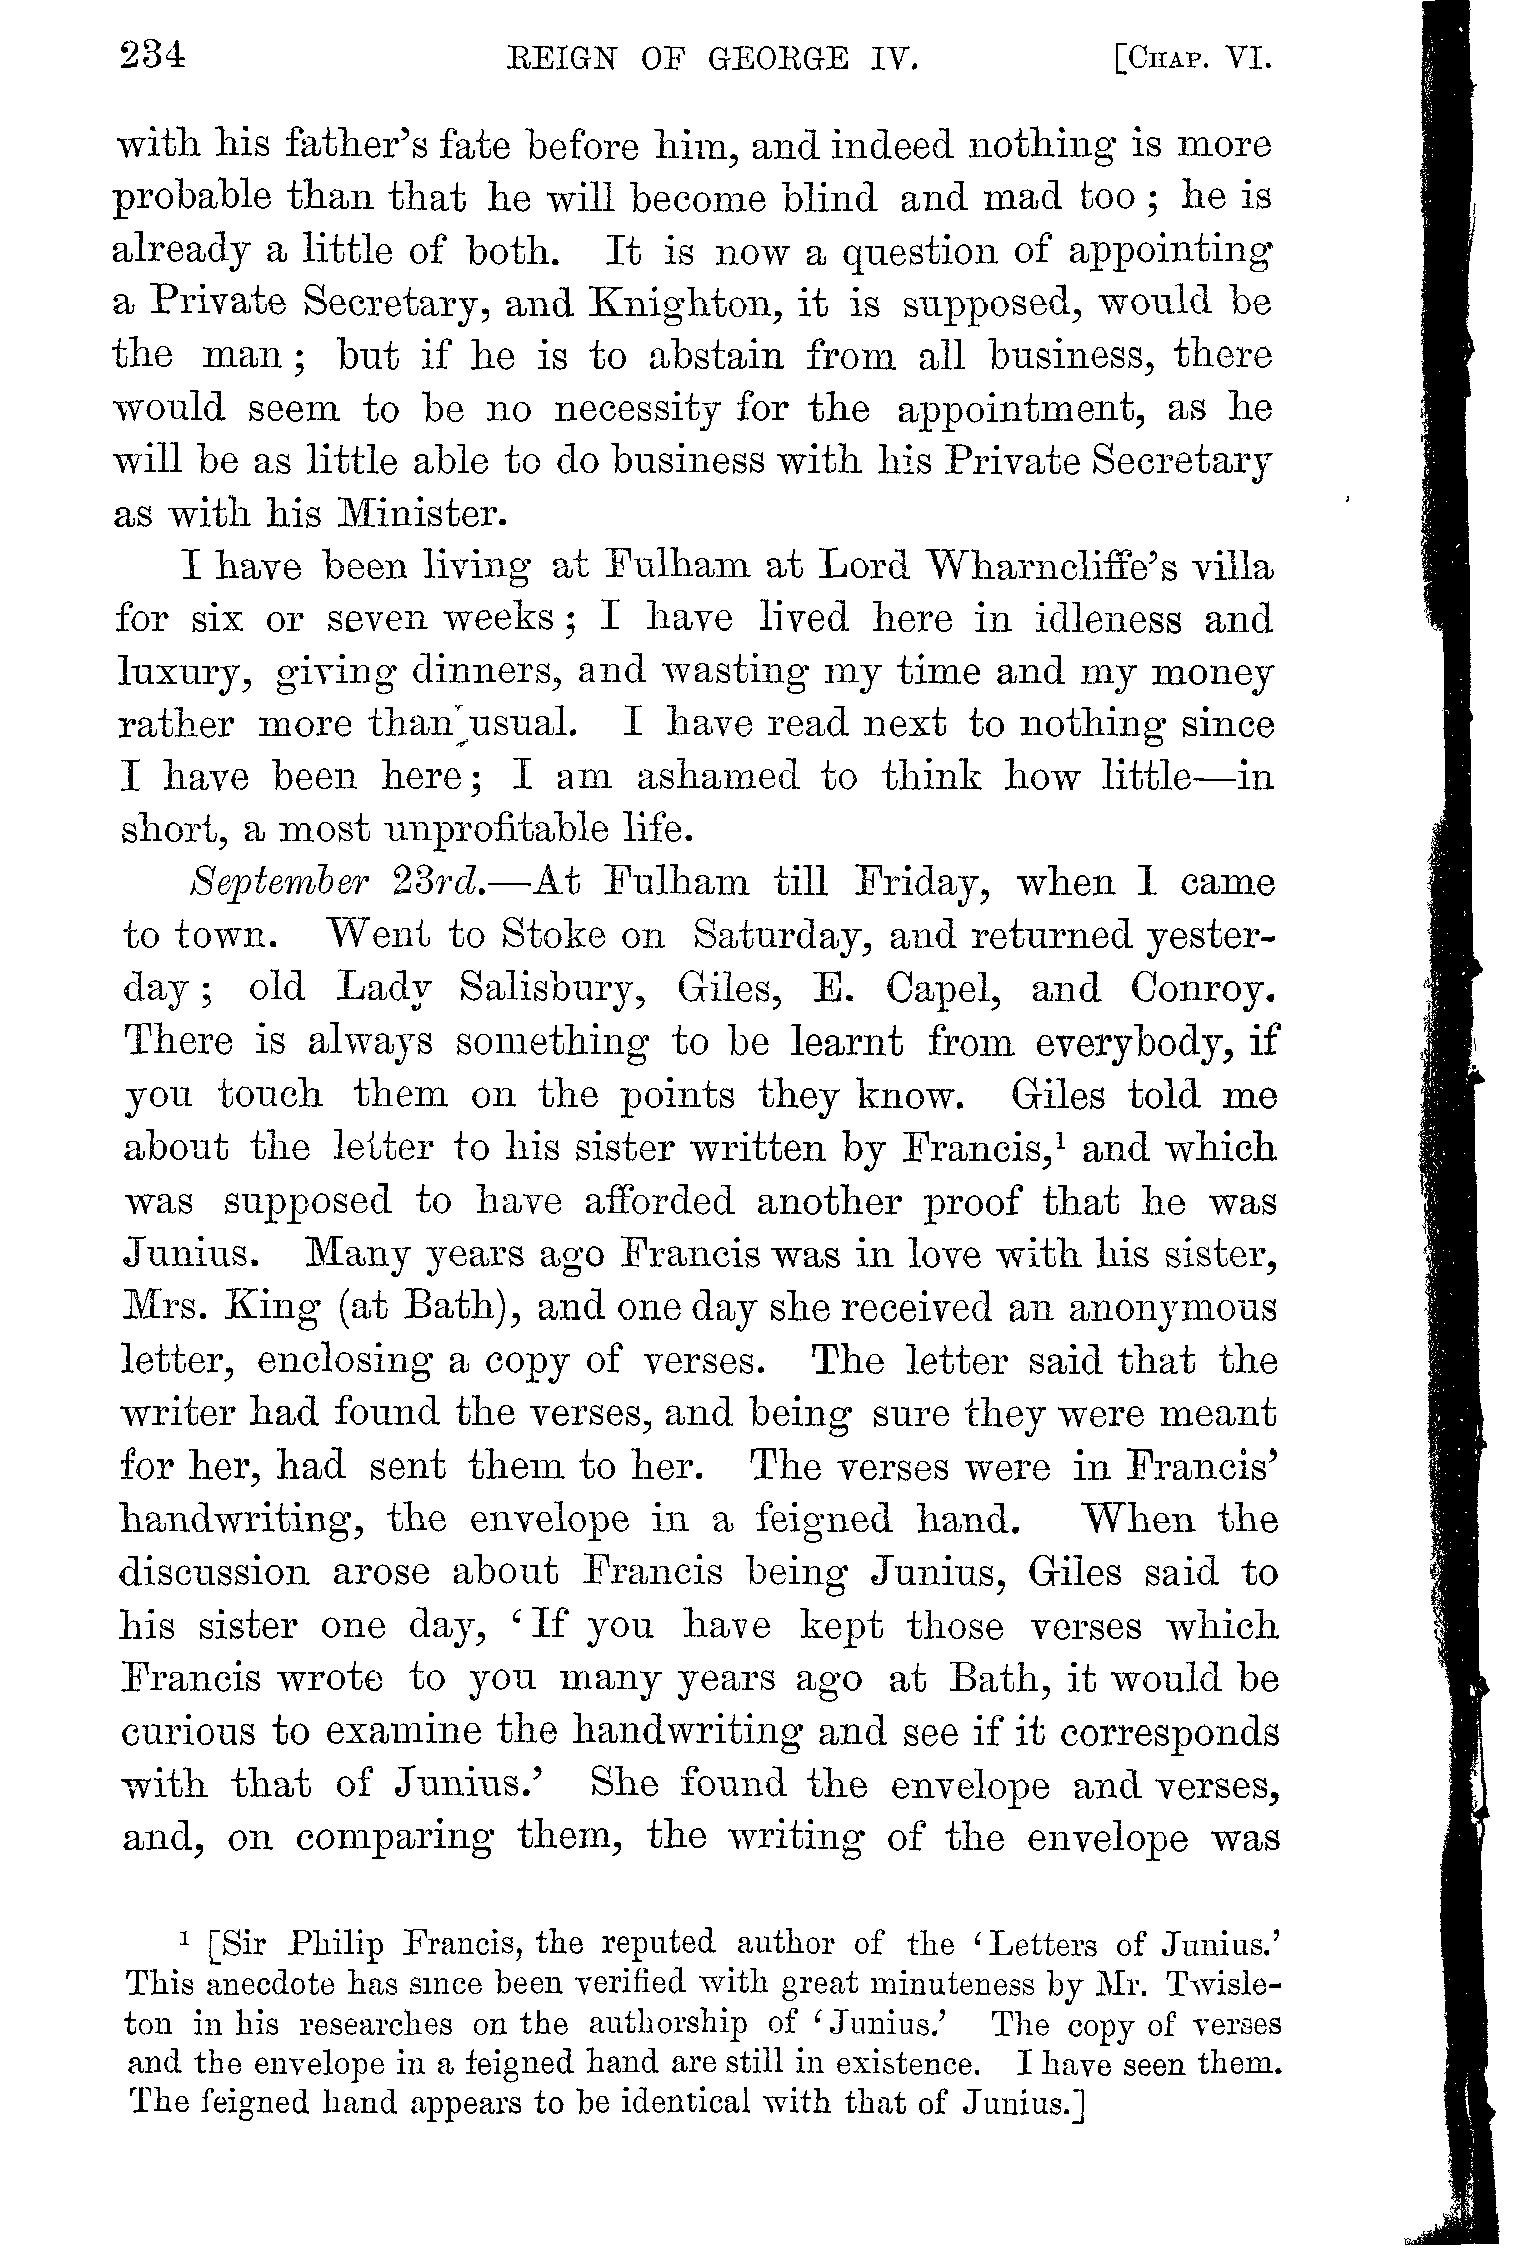 234 REIGN OF GEORGE IV. [CHAP. VI.
with his father's fate before him, and indeed nothing is more
probable than that he will become blind and mad too ; he is
already a little of both. It is now a question of appointing
a Private Secretary, and Knighton, it is supposed, would be
the man ; but if he is to abstain from all business, there
would seem to be no necessity for the appointment, as he
will be as little able to do business with his Private Secretary
as with his Minister.
I have been living at Fulham at Lord Wharncliffe's villa
for six or seven weeks ; I have lived here in idleness and
luxury, giving dinners, and wasting my time and my money
rather more than usual. I have read next to nothing since
I have been here ; I am ashamed to think how little—in
short, a most unprofitable life.
September 23rd.—At Fulham till Friday, when I came
to town. Went to Stoke on Saturday, and returned yester-
day ; old Lady Salisbury, Giles, E. Capel, and Conroy.
There is always something to be learnt from everybody, if
you touch them on the points they know. Giles told me
about the letter to his sister written by Francis,¹ and which
was supposed to have afforded another proof that he was
Junius. Many years ago Francis was in love with his sister,
Mrs. King (at Bath), and one day she received an anonymous
letter, enclosing a copy of verses. The letter said that the
writer had found the verses, and being sure they were meant
for her, had sent them to her. The verses were in Francis'
handwriting, the envelope in a feigned hand. When the
discussion arose about Francis being Junius, Giles said to
his sister one day, 'If you have kept those verses which
Francis wrote to you many years ago at Bath, it would be
curious to examine the handwriting and see if it corresponds
with that of Junius.' She found the envelope and verses,
and, on comparing them, the writing of the envelope was
¹ [Sir Philip Francis, the reputed author of the 'Letters of Junius.'
This anecdote has since been verified with great minuteness by Mr. Twisle-
ton in his researches on the authorship of 'Junius.' The copy of verses
and the envelope in a feigned hand are still in existence. I have seen them.
The feigned hand appears to be identical with that of Junius.]